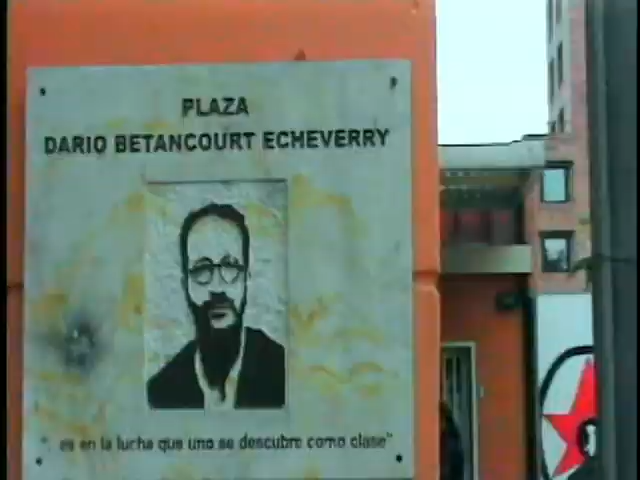 PLAZA
DARIO BETANCOURT ECHEVERRY
" es en la lucha que uno se descubre como clase"